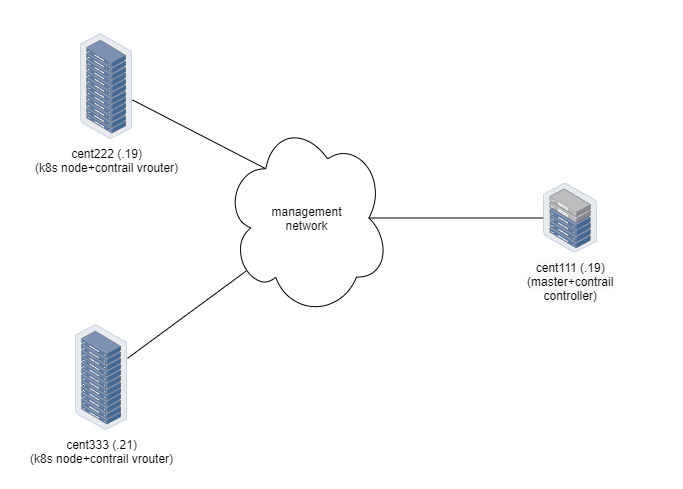 cent222 (.19)
(k8s node+contrail vrouter)
management
network
cent111 (.19)
(master+contrail
controller)
cent333 (.21)
(k8s node+contrail vrouter)